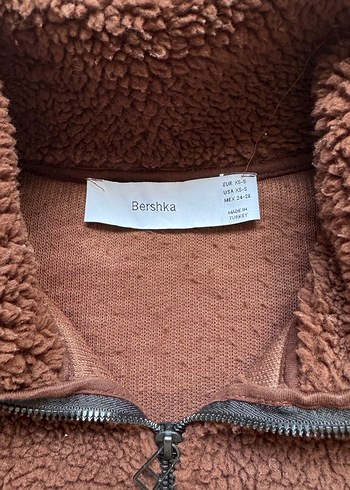 Bershka
EUR XS-S
USA XS-S
MEX 24-26
MADE IN
TURKEY